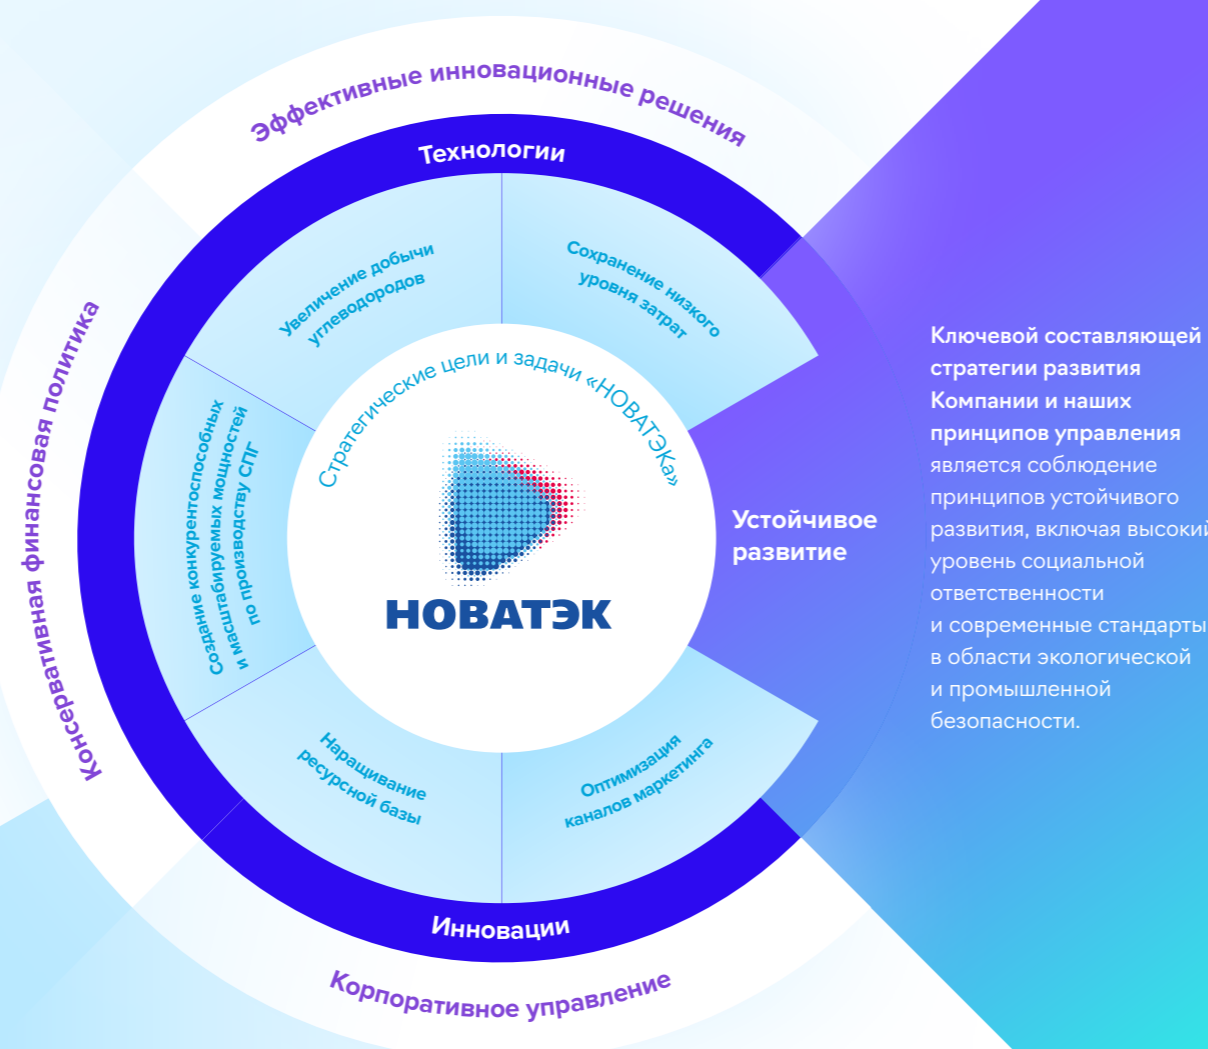 Эффективные инновационные решения
Технологии
Увеличение добычи
углеводородов
Сохранение низкого
уровня затрат
Консервативная финансовая политика
Создание конкурентоспособных
и масштабируемых мощностей
по производству СПГ
Стратегические цели и задачи «НОВАТЭКа»
НОВАТЭК
Устойчивое
развитие
Наращивание
ресурсной базы
Оптимизация
каналов маркетинга
Инновации
Корпоративное управление
Ключевой составляющей
стратегии развития
Компании и наших
принципов управления
является соблюдение
принципов устойчивого
развития, включая высокий
уровень социальной
ответственности
и современные стандарты
в области экологической
и промышленной
безопасности.